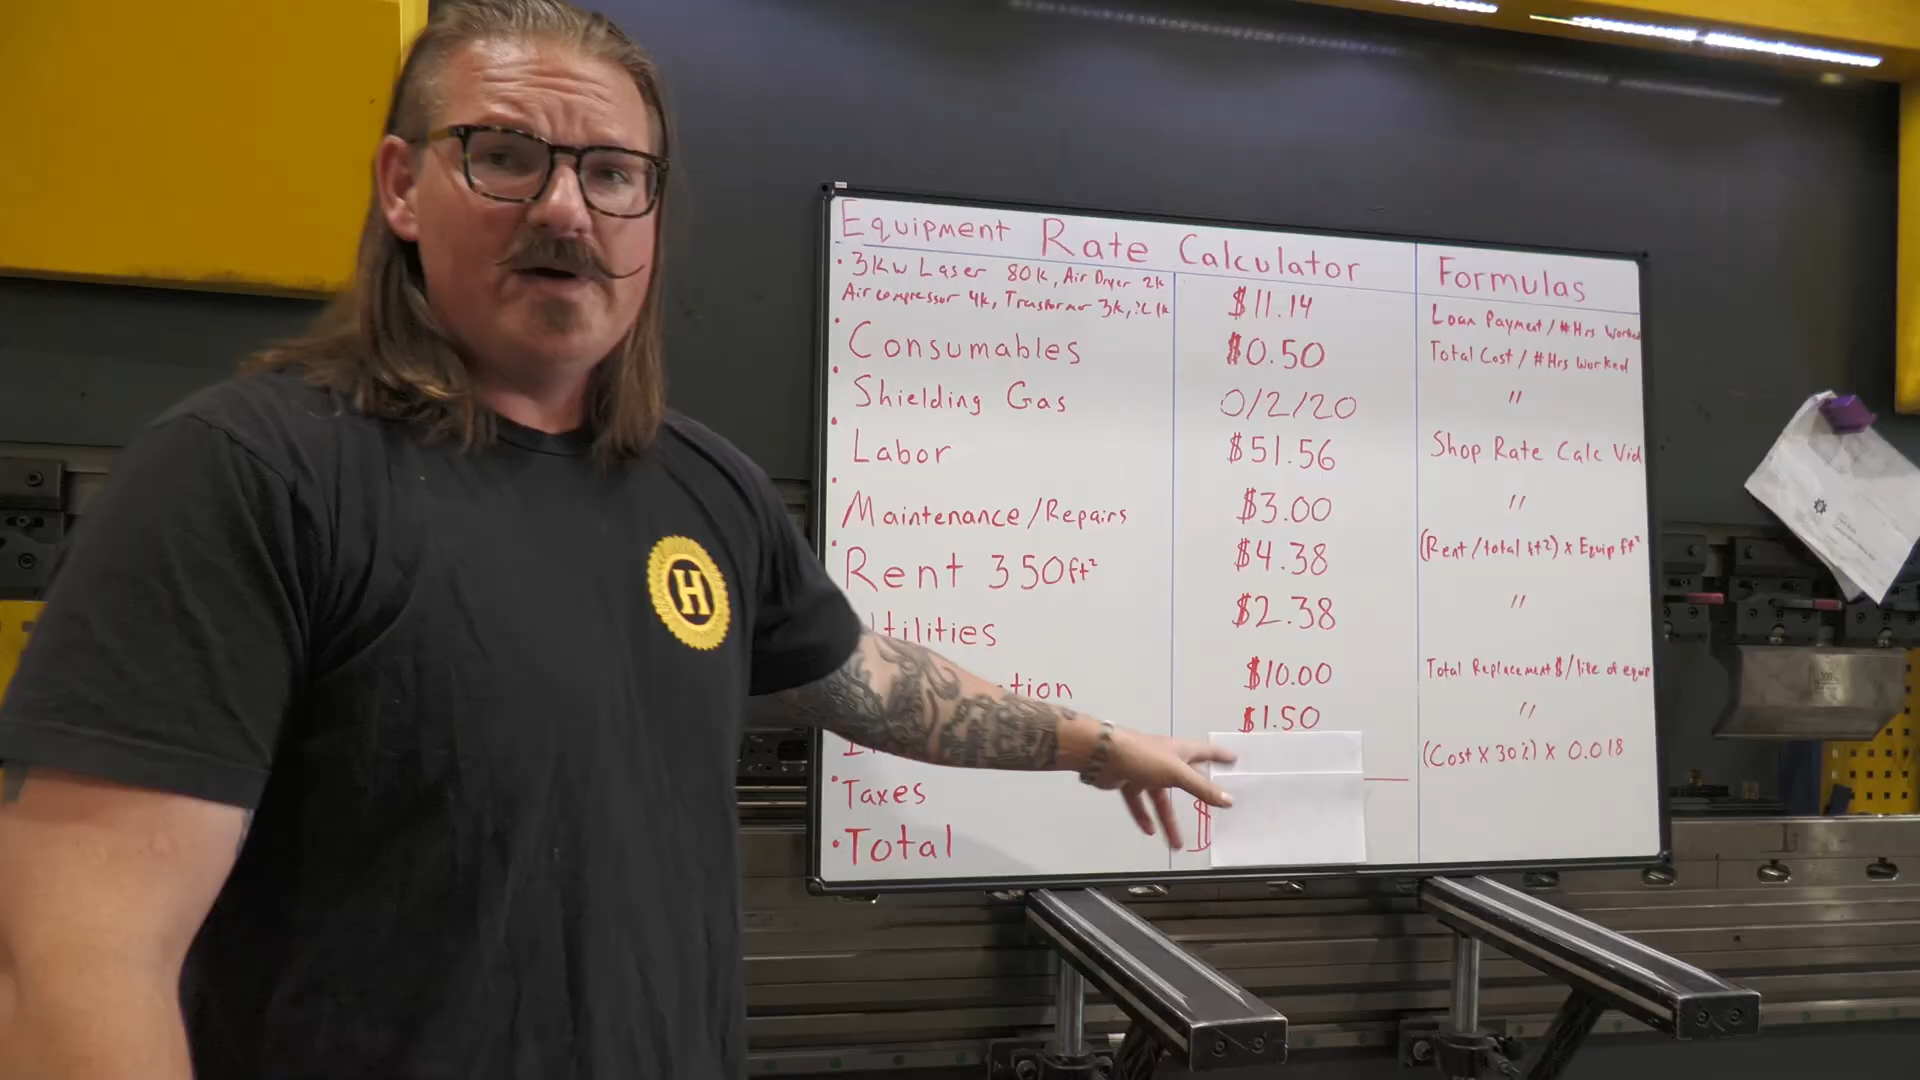 Equipment Rate Calculator
Formulas
• 3Kw Laser 80k, Air Dryer 2k
Air compressor 4k, Transformer 3k, 1k
$11.14
Loan Payment / # Hrs Worked
• Consumables
$0.50
Total Cost / # Hrs Worked
• Shielding Gas
0/2/20
"
• Labor
$51.56
Shop Rate Calc Vid
• Maintenance/Repairs
$3.00
"
• Rent 350ft²
$4.38
(Rent/total ft2) x Equip ft²
tilities
$2.38
"
tion
$10.00
Total Replacement $/life of equip
$1.50
"
(Cost X 30%) x 0.018
• Taxes
• Total
$
H